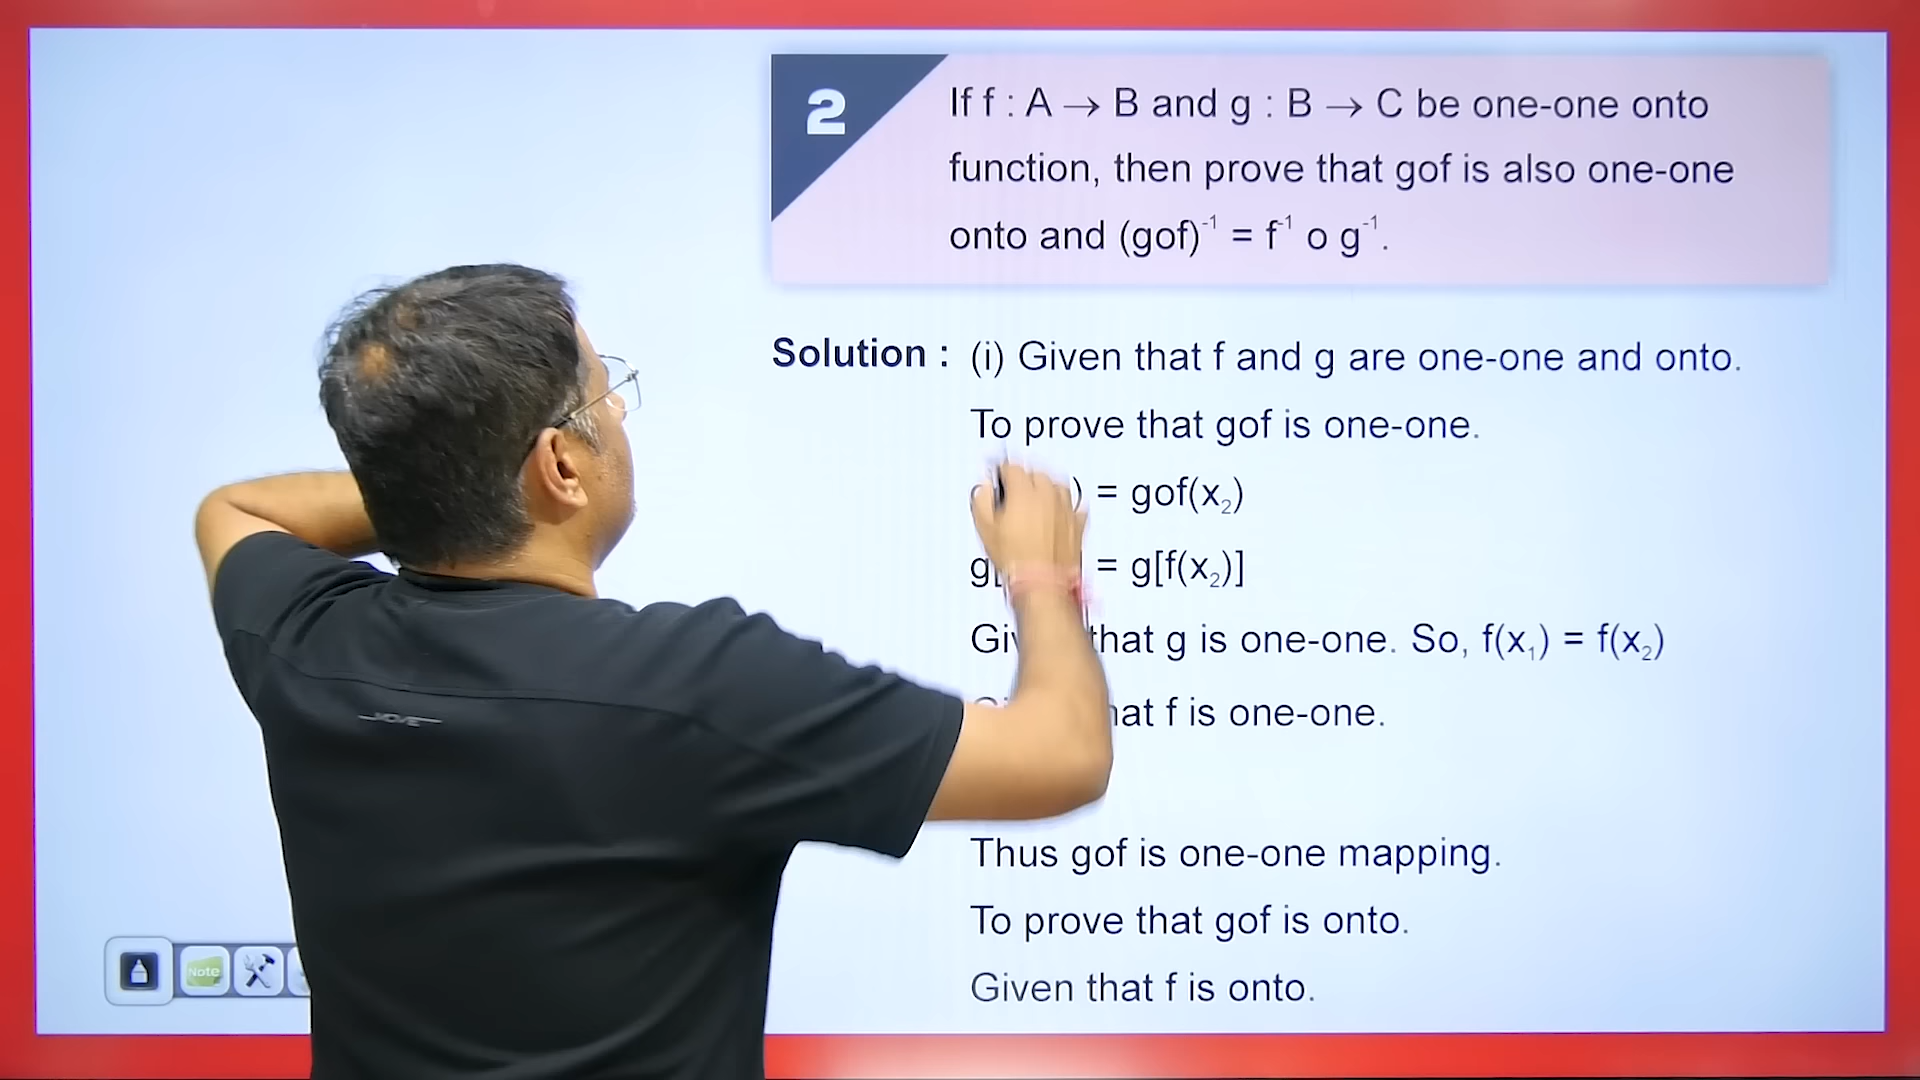 2
If f : A → B and g : B → C be one-one onto
function, then prove that gof is also one-one
onto and (gof)⁻¹ = f⁻¹ o g⁻¹.
Solution : (i) Given that f and g are one-one and onto.
To prove that gof is one-one.
) = gof(x₂)
g[ = g[f(x₂)]
that g is one-one. So, f(x₁) = f(x₂)
f is one-one.
Thus gof is one-one mapping.
To prove that gof is onto.
Given that f is onto.
Note